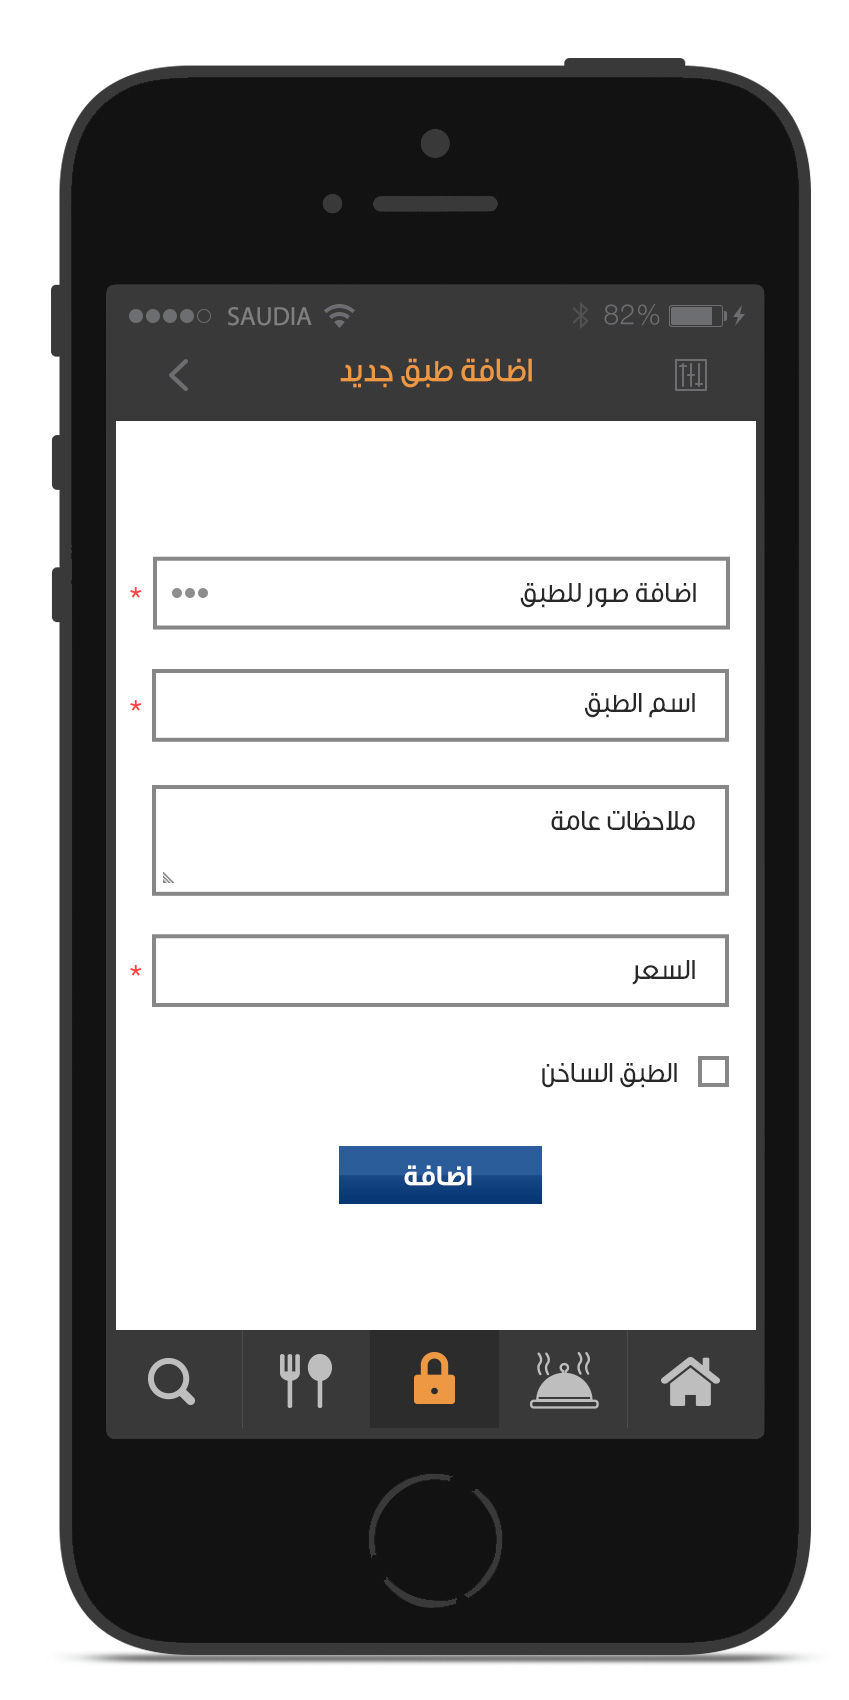 SAUDIA 82%
اضافة طبق جديد
اضافة صور للطبق
*
اسم الطبق
*
ملاحظات عامة
السعر
*
الطبق الساخن
اضافة